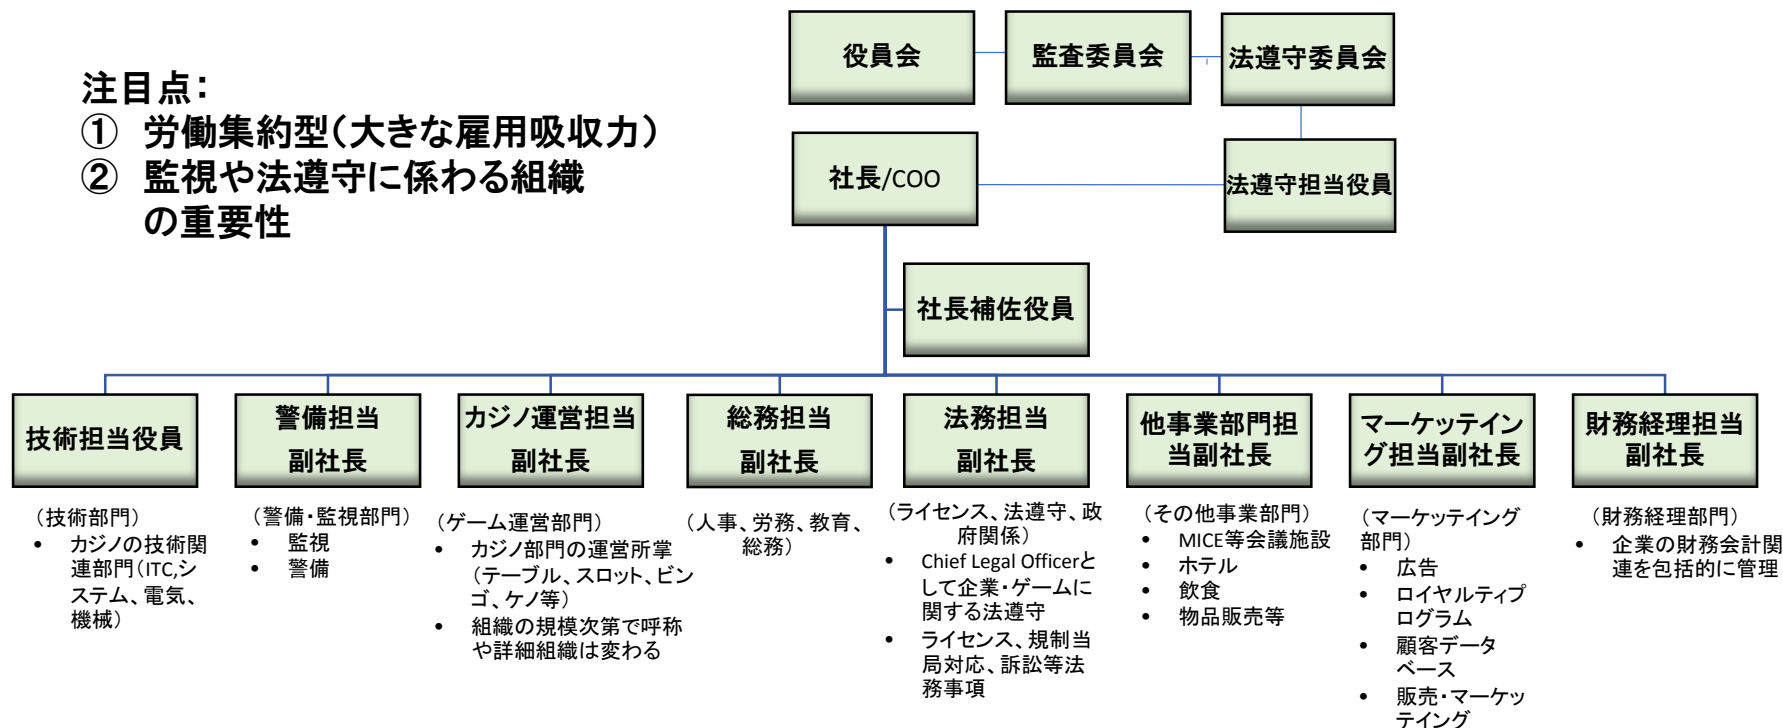 注目点：
① 労働集約型（大きな雇用吸収力）
② 監視や法遵守に係わる組織
の重要性
役員会
監査委員会
法遵守委員会
社長/COO
法遵守担当役員
社長補佐役員
技術担当役員
（技術部門）
• カジノの技術関
連部門（ITC,シ
ステム、電気、
機械）
警備担当
副社長
（警備・監視部門）
• 監視
• 警備
カジノ運営担当
副社長
（ゲーム運営部門）
• カジノ部門の運営所掌
（テーブル、スロット、ビン
ゴ、ケノ等）
• 組織の規模次第で呼称
や詳細組織は変わる
総務担当
副社長
（人事、労務、教育、
総務）
法務担当
副社長
（ライセンス、法遵守、政
府関係）
• Chief Legal Officerと
して企業・ゲームに
関する法遵守
• ライセンス、規制当
局対応、訴訟等法
務事項
他事業部門担
当副社長
（その他事業部門）
• MICE等会議施設
• ホテル
• 飲食
• 物品販売等
マーケッテイン
グ担当副社長
（マーケッテイング
部門）
• 広告
• ロイヤルティプ
ログラム
• 顧客データ
ベース
• 販売・マーケッ
テイング
財務経理担当
副社長
（財務経理部門）
• 企業の財務会計関
連を包括的に管理